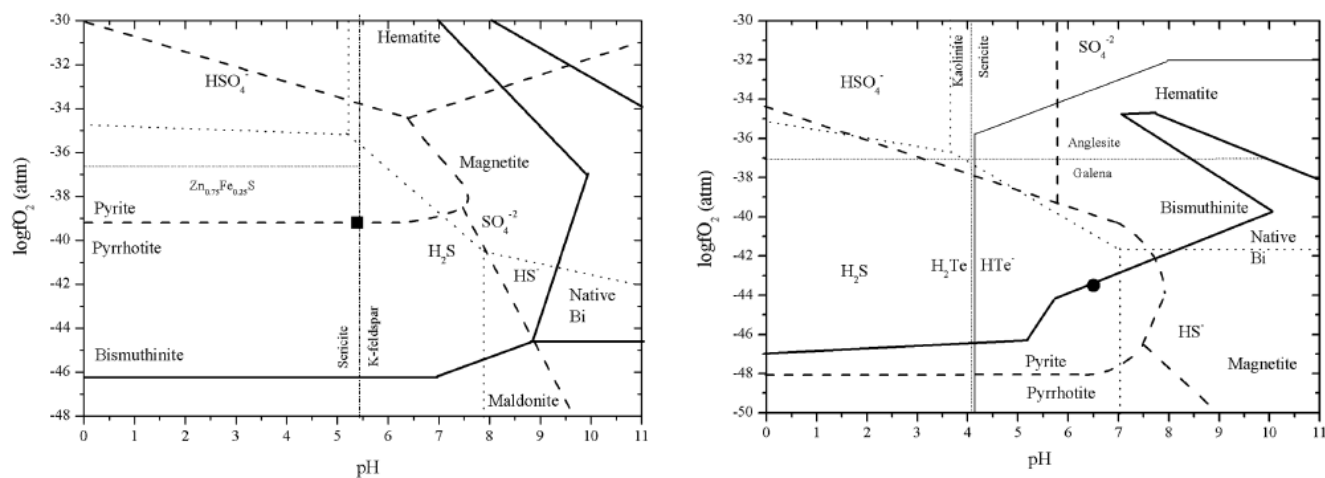 -30
-32
-34
-36
-38
-40
-42
-44
-46
-48
logfO₂ (atm)
0 1 2 3 4 5 6 7 8 9 10 11
pH
Hematite
HSO₄⁻
Magnetite
Zn₀.₇₅Fe₀.₂₅S
Pyrite
Pyrrhotite
SO₄⁻²
H₂S
HS⁻
Native
Bi
Sericite
K-feldspar
Bismuthinite
Maldonite
-30
-32
-34
-36
-38
-40
-42
-44
-46
-48
-50
logfO₂ (atm)
0 1 2 3 4 5 6 7 8 9 10 11
pH
SO₄⁻²
HSO₄⁻
Kaolinite
Sericite
Hematite
Anglesite
Galena
Bismuthinite
Native
Bi
H₂S
H₂Te
HTe⁻
HS⁻
Pyrite
Pyrrhotite
Magnetite